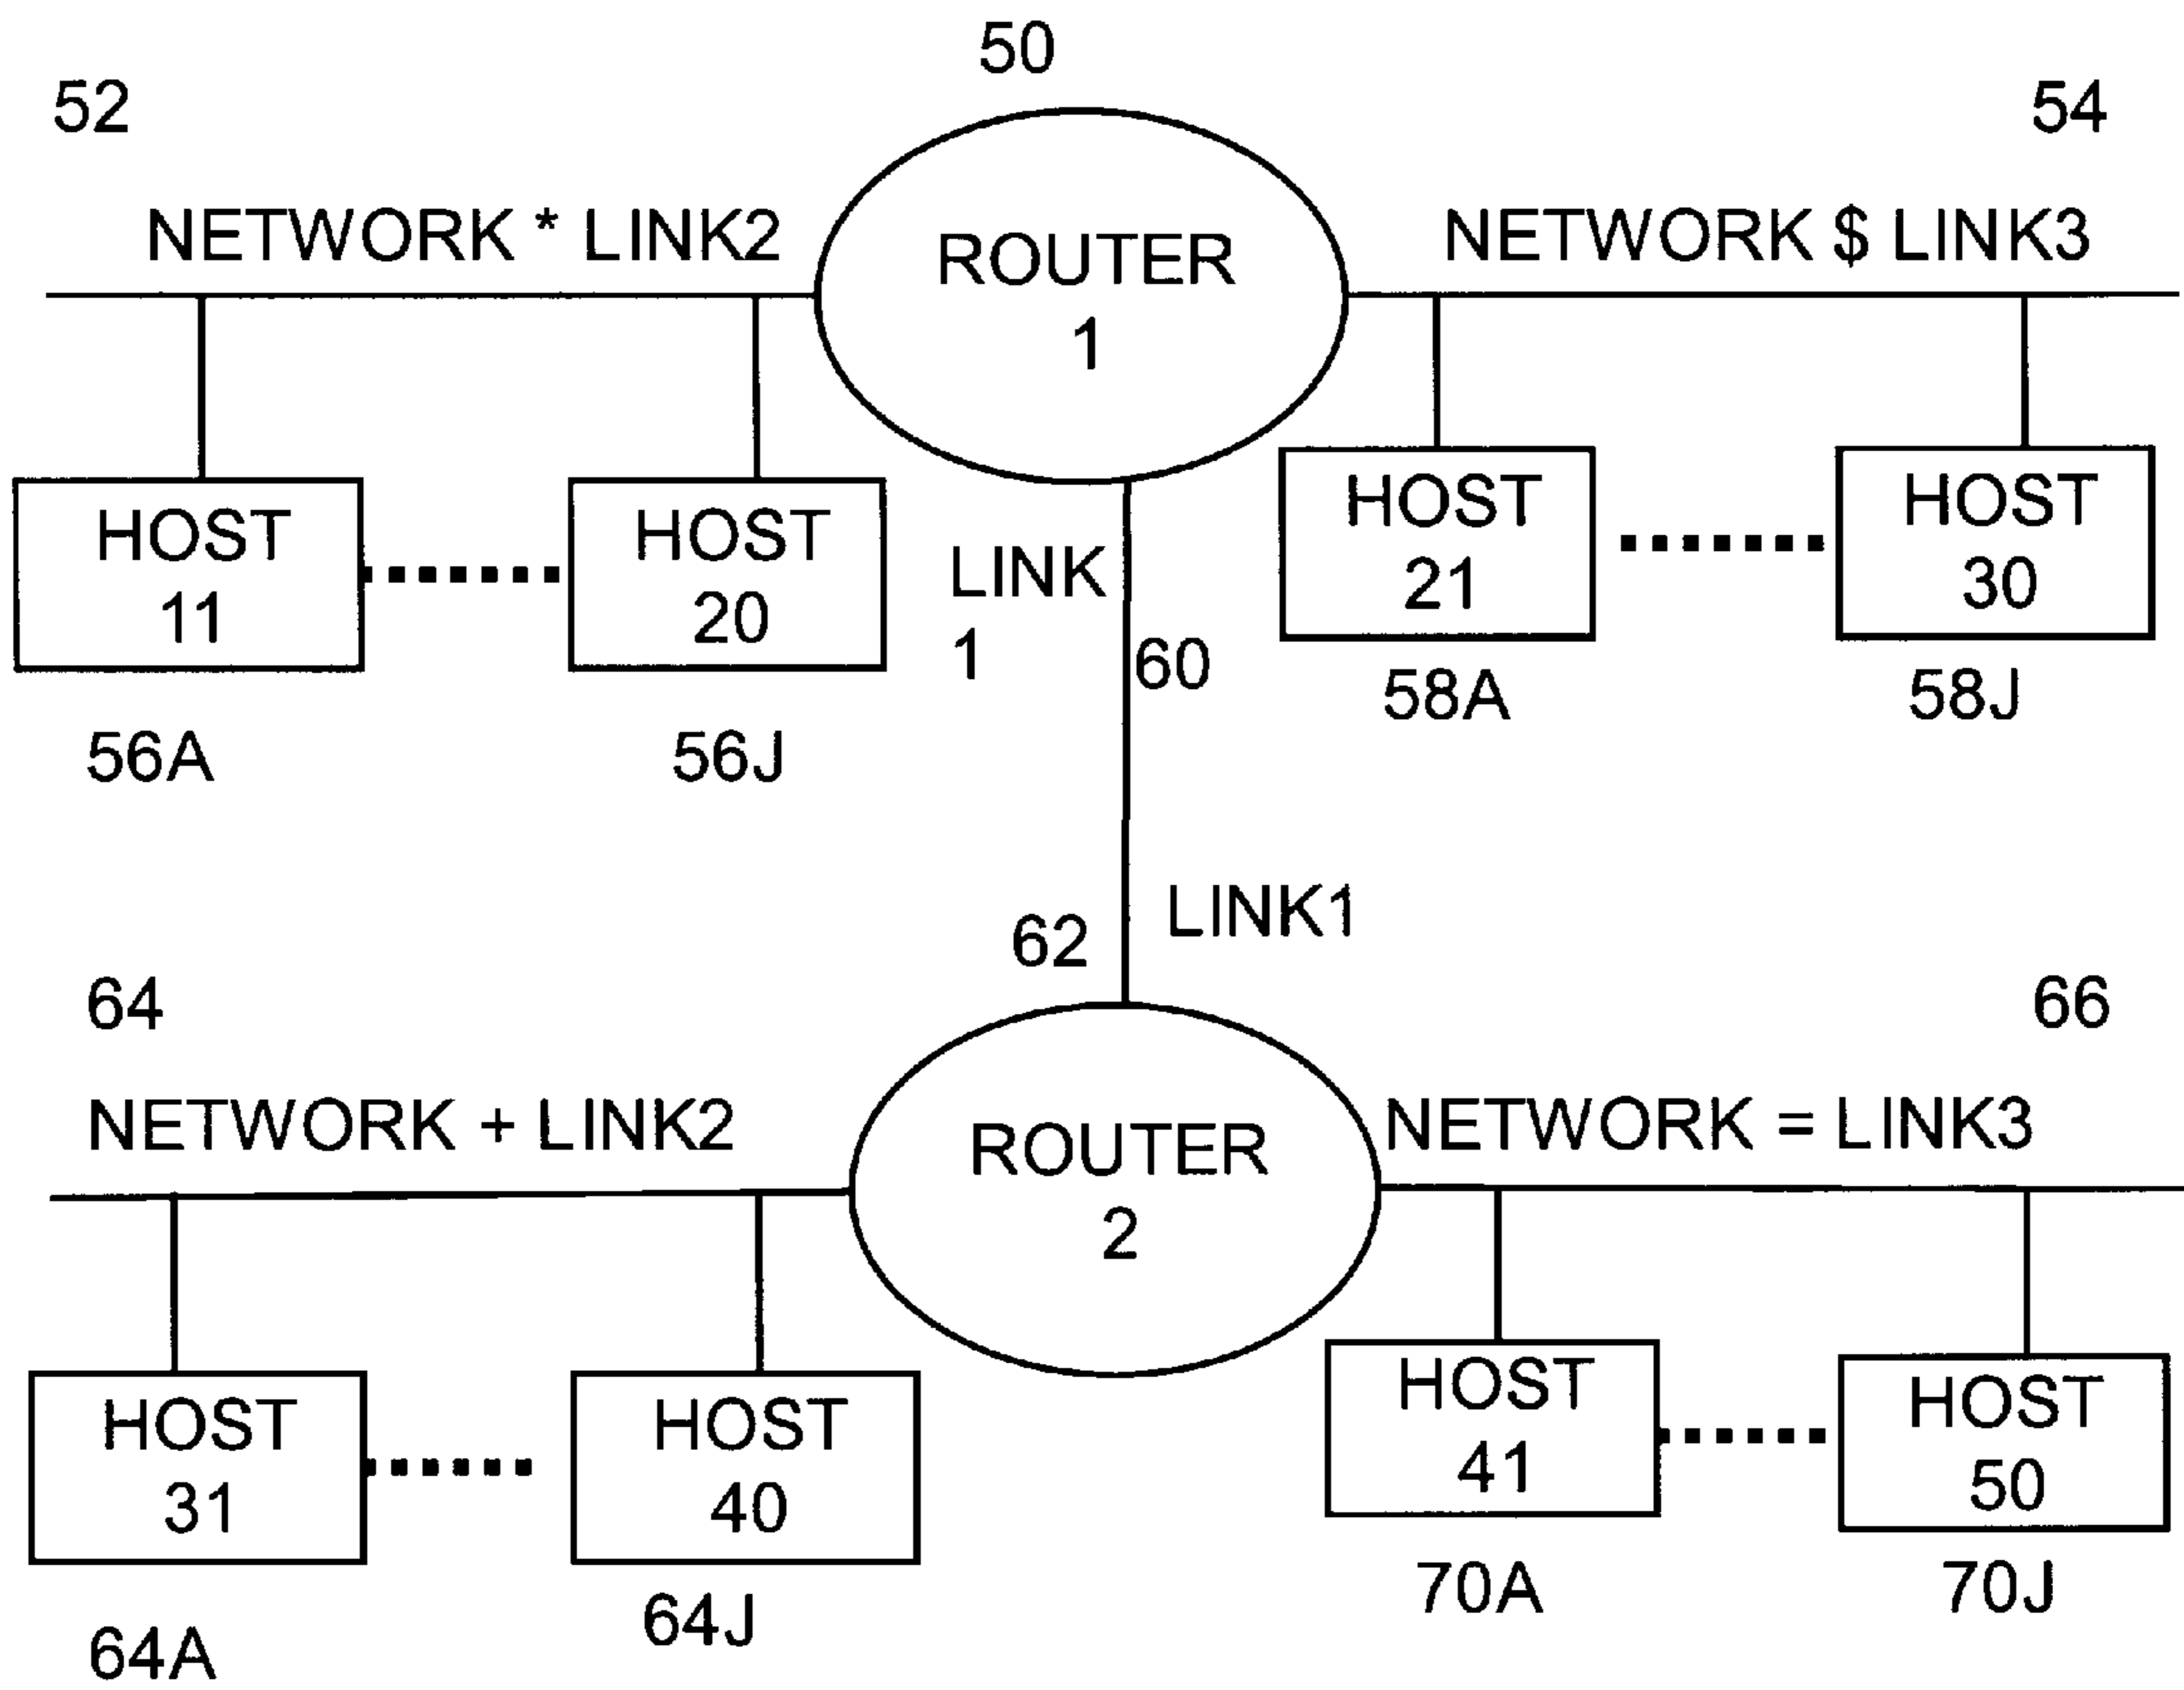 50
52
54
NETWORK * LINK2
ROUTER
1
NETWORK $ LINK3
HOST
11
HOST
20
LINK
1
60
HOST
21
HOST
30
56A
56J
58A
58J
62
LINK1
64
66
NETWORK + LINK2
ROUTER
2
NETWORK = LINK3
HOST
31
HOST
40
HOST
41
HOST
50
64A
64J
70A
70J